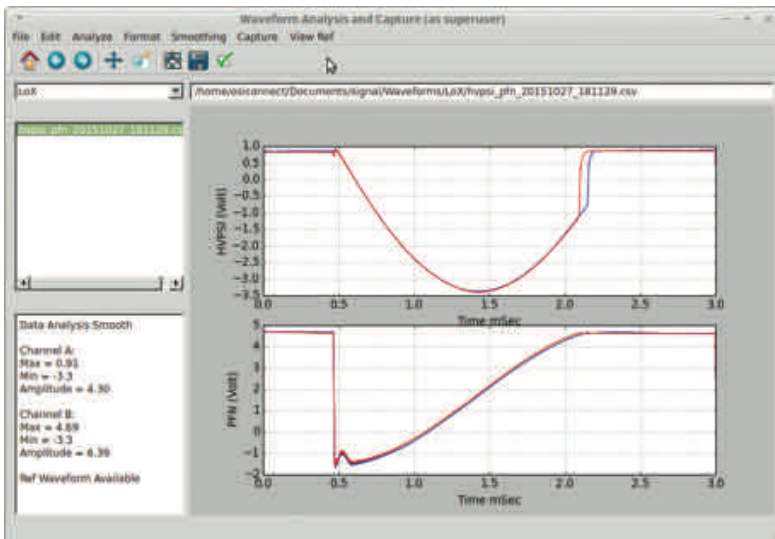 Waveform Analysis and Capture (as superuser)
File Edit Analyze Format Smoothing Capture View Ref
LoX
/home/osiconnect/Documents/signal/Waveforms/LoX/hvpsi_pfn_20151027_181129.csv
hvpsi_pfn_20151027_181129.cs
Data Analysis Smooth
Channel A:
Max = 0.91
Min = -3.3
Amplitude = 4.30
Channel B:
Max = 4.69
Min = -3.3
Amplitude = 6.39
Ref Waveform Available
HVPSI (Volt)
1.0
0.5
0.0
−0.5
−1.0
−1.5
−2.0
−2.5
−3.0
−3.5
0.0 0.5 1.0 1.5 2.0 2.5 3.0
Time mSec
PFN (Volt)
5
4
3
2
1
0
−1
−2
0.0 0.5 1.0 1.5 2.0 2.5 3.0
Time mSec